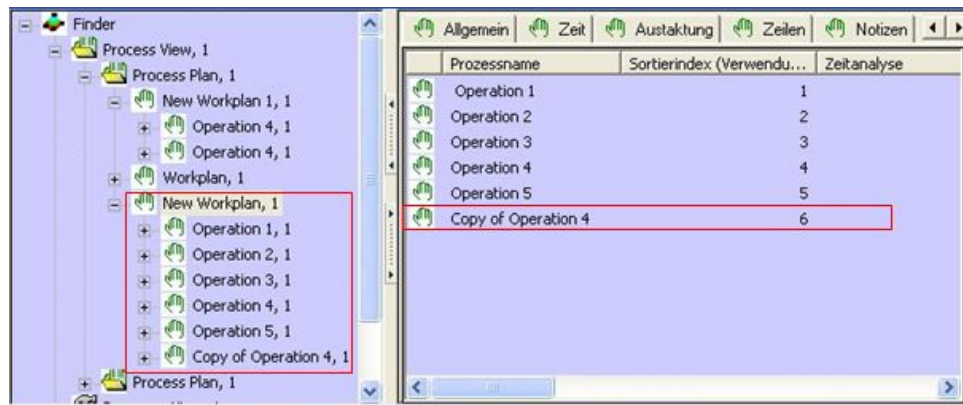 Finder
Process View, 1
Process Plan, 1
New Workplan 1, 1
Operation 4, 1
Operation 4, 1
Workplan, 1
New Workplan, 1
Operation 1, 1
Operation 2, 1
Operation 3, 1
Operation 4, 1
Operation 5, 1
Copy of Operation 4, 1
Process Plan, 1
Allgemein Zeit Austaktung Zeilen Notizen
Prozessname Sortierindex (Verwendu... Zeitanalyse
Operation 1 1
Operation 2 2
Operation 3 3
Operation 4 4
Operation 5 5
Copy of Operation 4 6